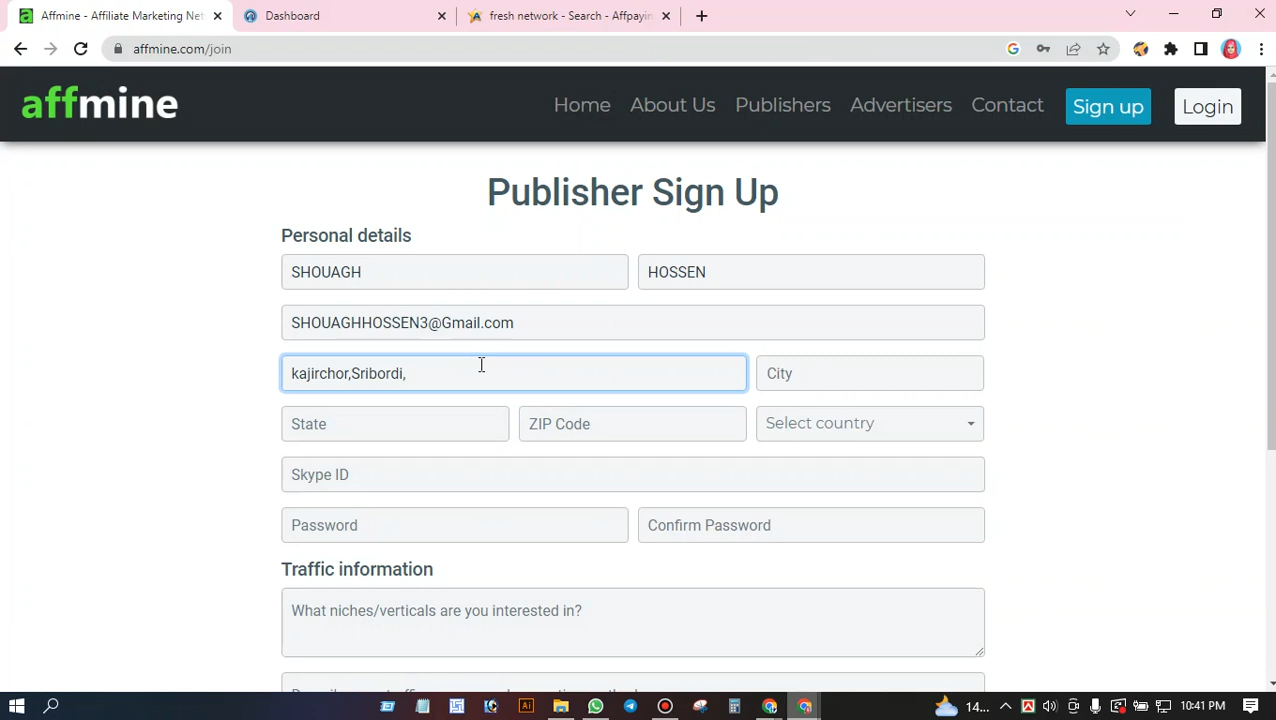 Affmine - Affiliate Marketing Net
Dashboard
fresh network - Search - Affpayin
affmine.com/join
affmine
Home
About Us
Publishers
Advertisers
Contact
Sign up
Login
Publisher Sign Up
Personal details
SHOUAGH
HOSSEN
SHOUAGHHOSSEN3@Gmail.com
kajirchor,Sribordi,
City
State
ZIP Code
Select country
Skype ID
Password
Confirm Password
Traffic information
What niches/verticals are you interested in?
14...
10:41 PM